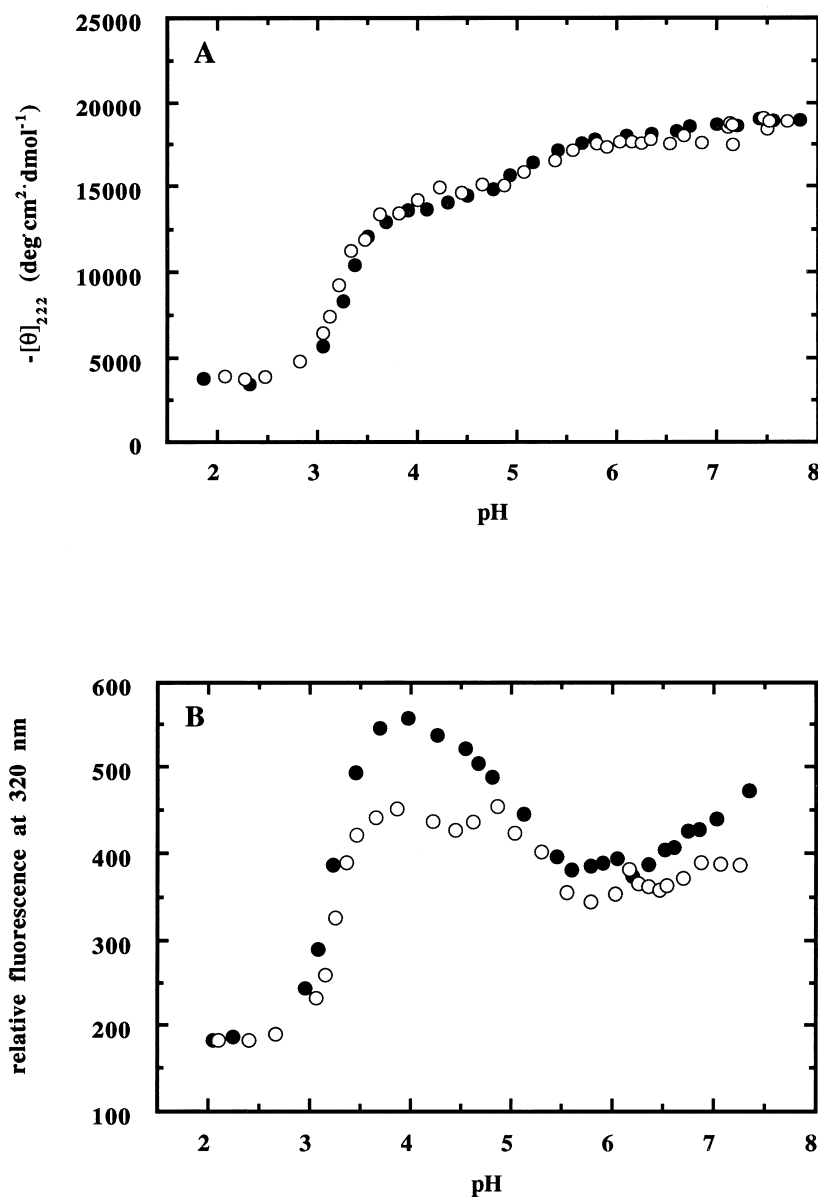 A
25000
20000
15000
10000
5000
0
-[θ]222 (deg·cm2·dmol-1)
2 3 4 5 6 7 8
pH
B
600
500
400
300
200
100
relative fluorescence at 320 nm
2 3 4 5 6 7 8
pH